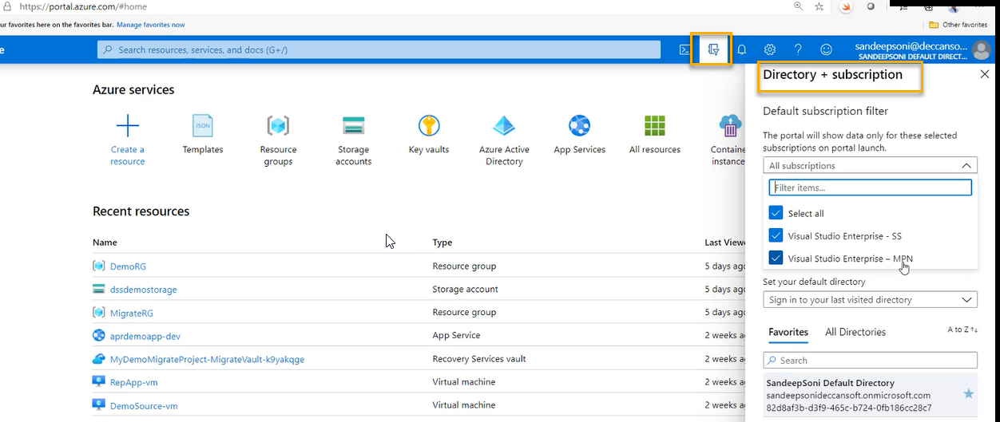 https://portal.azure.com/#home
ur favorites here on the favorites bar. Manage favorites now
Other favorites
e
Search resources, services, and docs (G+/)
sandeepsoni@deccanso...
SANDEEPSONI DEFAULT DIRECT...
Azure services
Create a
resource
JSON
Templates
Resource
groups
Storage
accounts
Key vaults
Azure Active
Directory
App Services
All resources
Containe
instance
Recent resources
Name Type Last Viewe
DemoRG Resource group 5 days ago
dssdemostorage Storage account 5 days ago
MigrateRG Resource group 5 days ago
aprdemoapp-dev App Service 2 weeks
MyDemoMigrateProject-MigrateVault-k9yakqge Recovery Services vault 2 weeks
RepApp-vm Virtual machine 2 weeks
DemoSource-vm Virtual machine 2 weeks
Directory + subscription
Default subscription filter
The portal will show data only for these selected
subscriptions on portal launch.
All subscriptions
Filter items...
Select all
Visual Studio Enterprise - SS
Visual Studio Enterprise – MPN
Set your default directory
Sign in to your last visited directory
Favorites All Directories A to Z
Search
SandeepSoni Default Directory
sandeepsonideccansoft.onmicrosoft.com
82d8af3b-d3f9-465c-b724-0fb186cc28c7